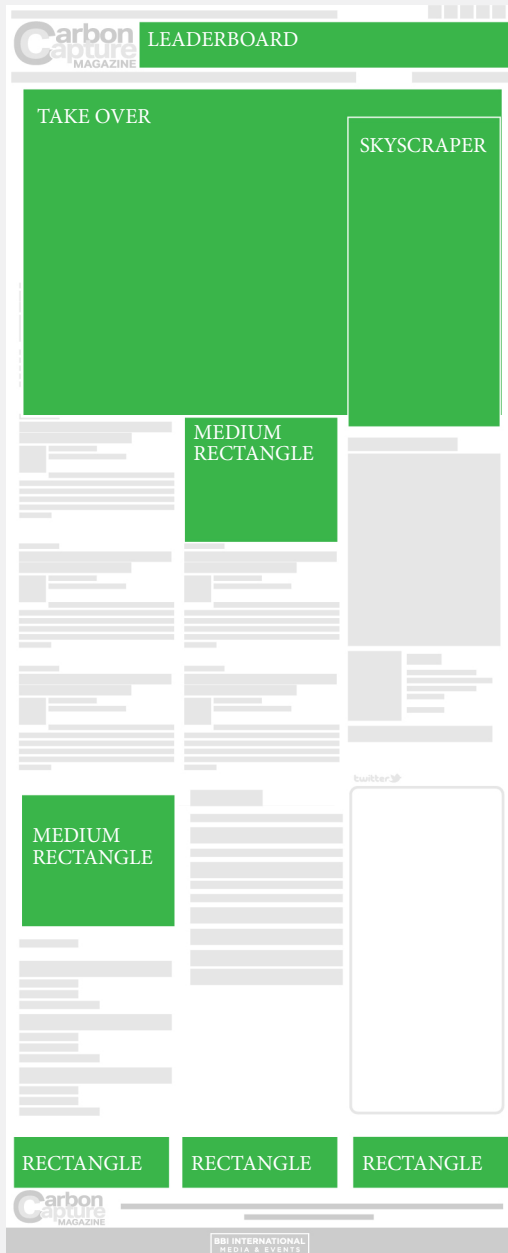 Carbon
Capture
MAGAZINE
LEADERBOARD
TAKE OVER
SKYSCRAPER
MEDIUM
RECTANGLE
twitter
MEDIUM
RECTANGLE
RECTANGLE
RECTANGLE
RECTANGLE
Carbon
Capture
MAGAZINE
BBI INTERNATIONAL
MEDIA & EVENTS